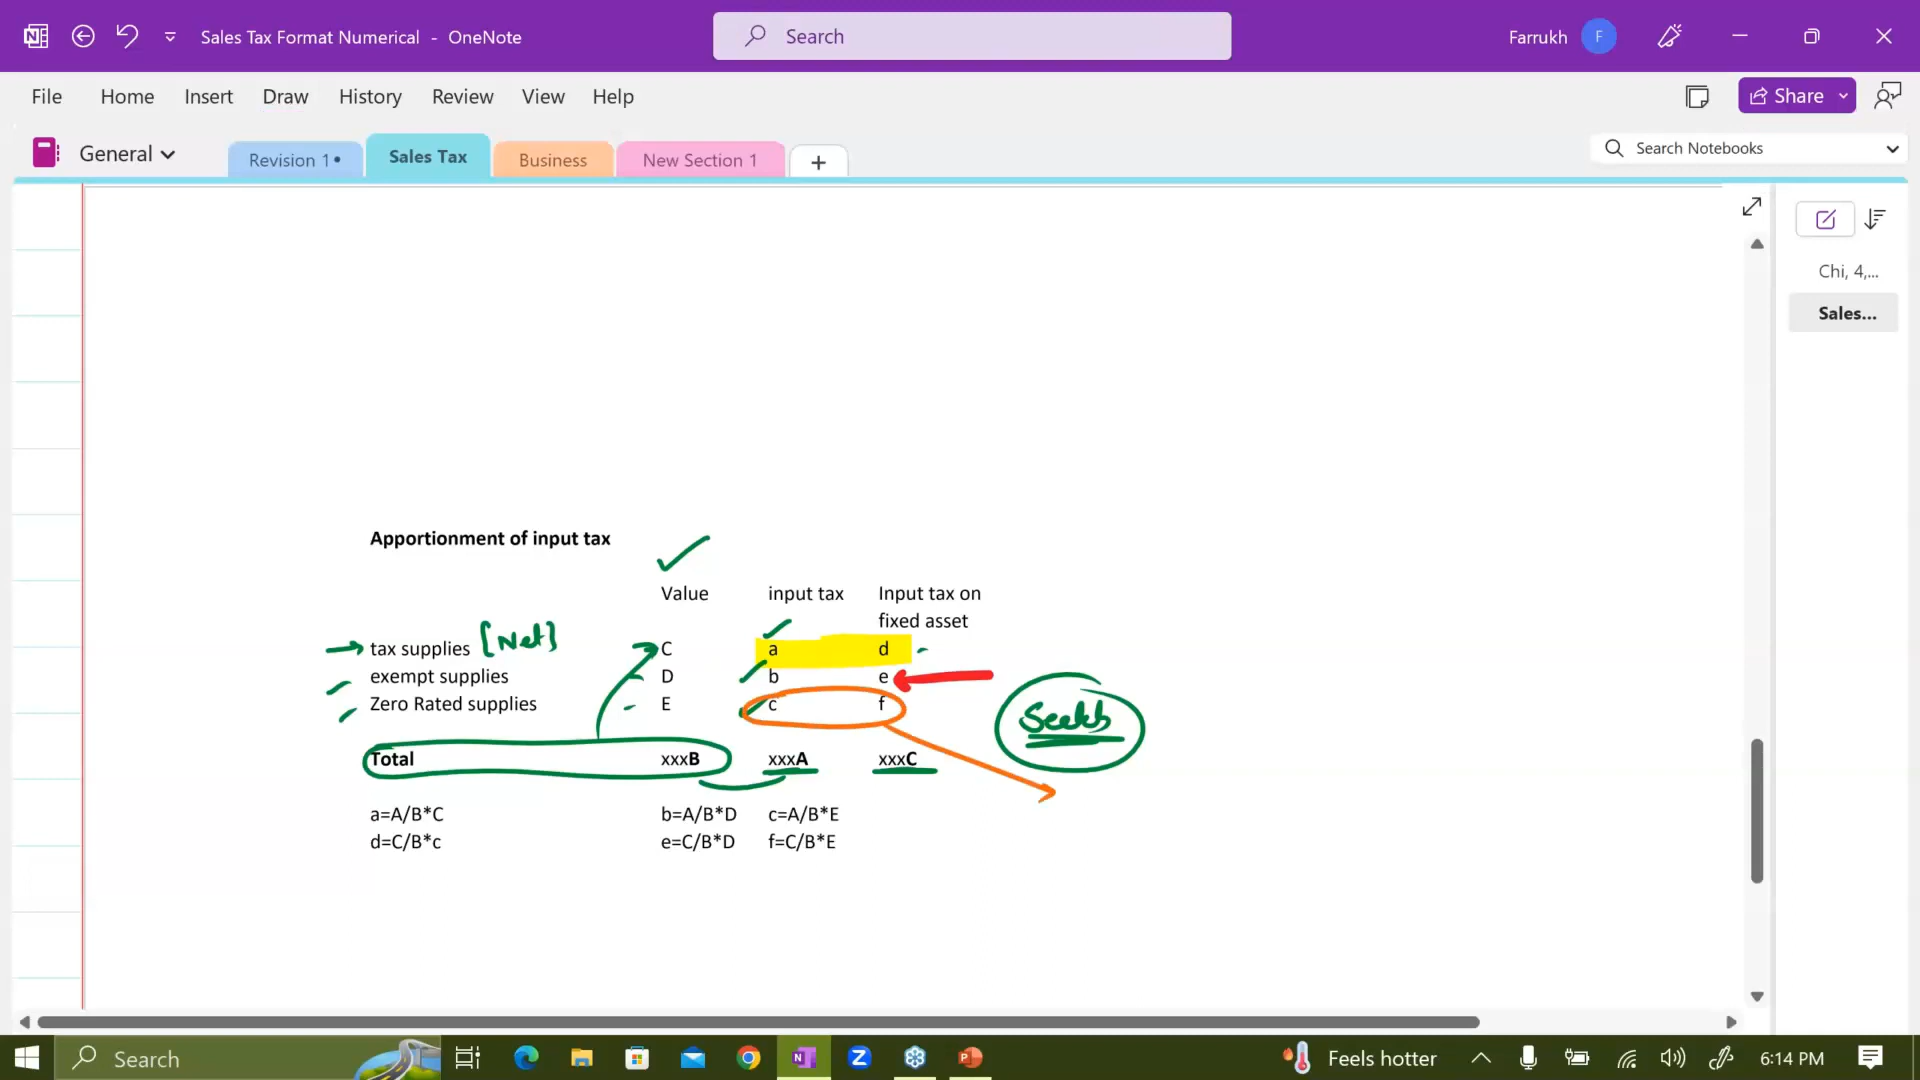 Sales Tax Format Numerical - OneNote
Search
Farrukh F
File Home Insert Draw History Review View Help
Share
General
Revision 1•
Sales Tax
Business
New Section 1
+
Search Notebooks
Chi, 4,...
Sales...
Apportionment of input tax
Value input tax Input tax on
fixed asset
tax supplies [Net] C a d
exempt supplies D b e
Zero Rated supplies E c f
Total xxxB xxxA xxxC
a=A/B*C b=A/B*D c=A/B*E
d=C/B*c e=C/B*D f=C/B*E
Search
Feels hotter
6:14 PM